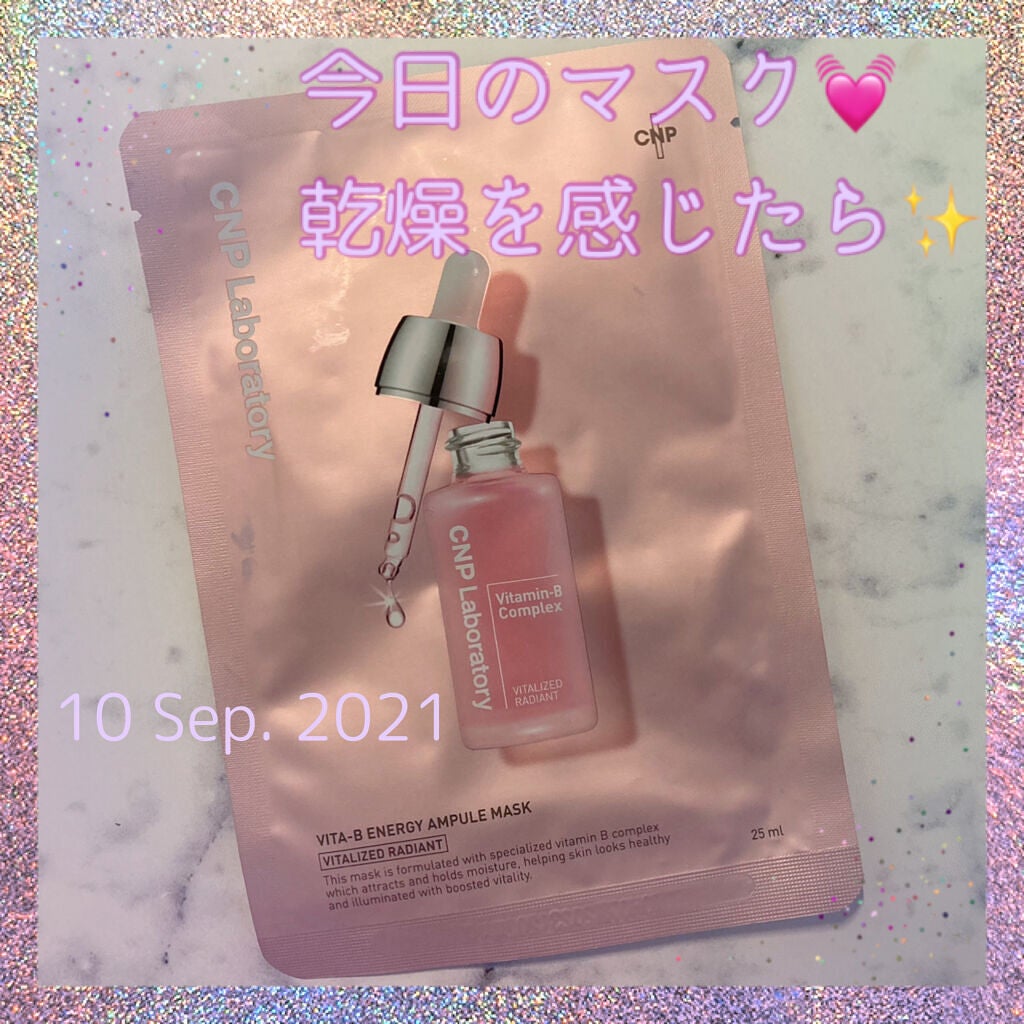 今日のマスク💓
乾燥を感じたら✨
CNP
CNP Laboratory
CNP Laboratory
Vitamin-B
Complex
VITALIZED
RADIANT
10 Sep. 2021
VITA-B ENERGY AMPULE MASK
VITALIZED RADIANT
This mask is formulated with specialized vitamin B complex
which attracts and holds moisture, helping skin looks healthy
and illuminated with boosted vitality.
25 ml